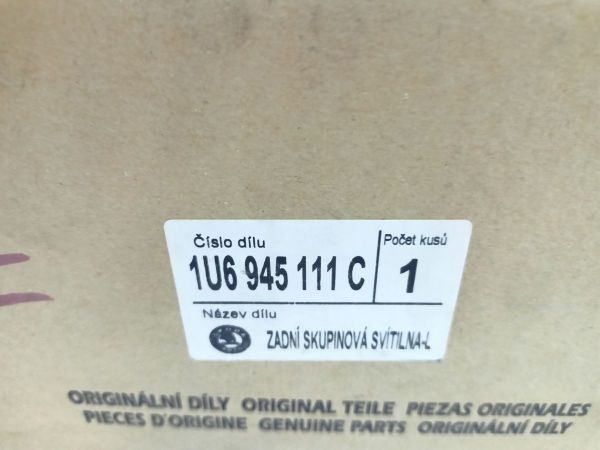 Číslo dílu Počet kusů
1U6 945 111 C 1
Název dílu
ZADNÍ SKUPINOVÁ SVÍTILNA-L
ORIGINÁLNÍ DÍLY ORIGINAL TEILE PIEZAS ORIGINALES
PIECES D'ORIGINE GENUINE PARTS ORIGINÁLNÍ DÍLY